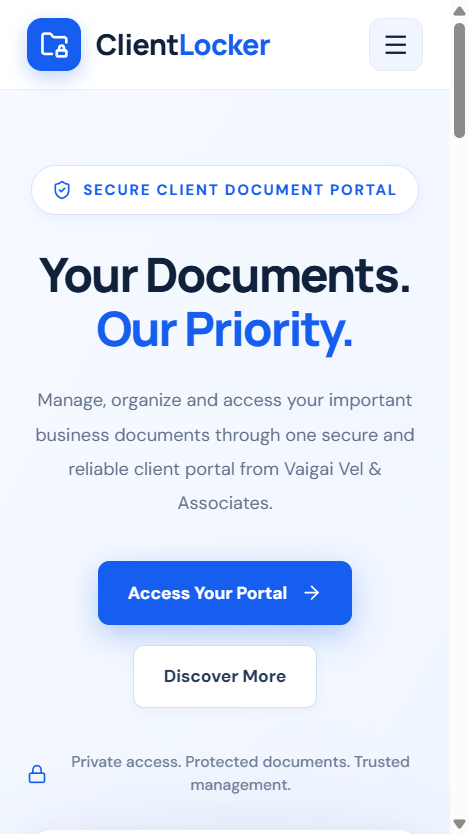 ClientLocker
SECURE CLIENT DOCUMENT PORTAL
Your Documents.
Our Priority.
Manage, organize and access your important
business documents through one secure and
reliable client portal from Vaigai Vel &
Associates.
Access Your Portal
Discover More
Private access. Protected documents. Trusted
management.